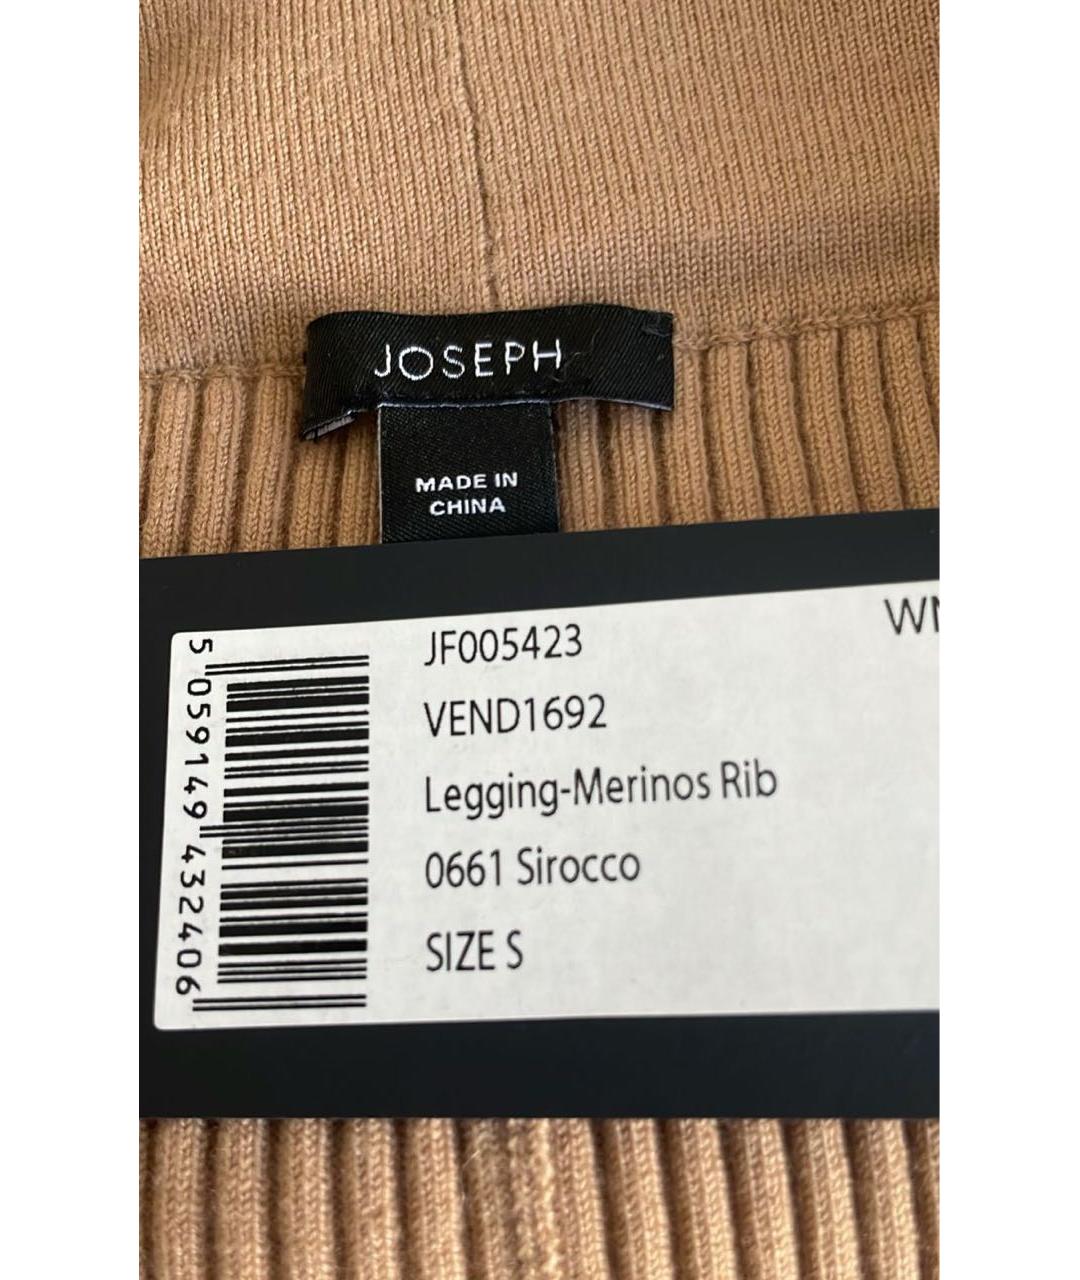 JOSEPH
MADE IN
CHINA
JF005423
VEND1692
Legging-Merinos Rib
0661 Sirocco
SIZE S
5 059149 432406